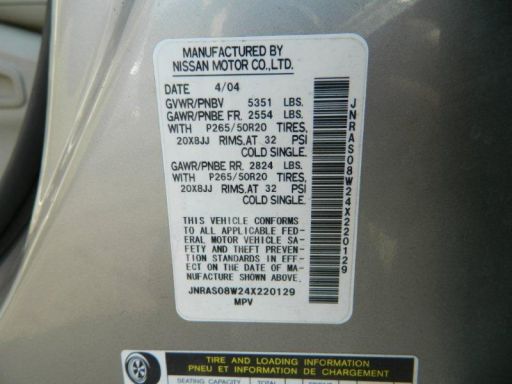 MANUFACTURED BY
NISSAN MOTOR CO.,LTD.
DATE 4/04
GVWR/PNBV 5351 LBS.
GAWR/PNBE FR. 2554 LBS.
WITH P265/50R20 TIRES,
20X8JJ RIMS,AT 32 PSI
COLD SINGLE.
GAWR/PNBE RR. 2824 LBS.
WITH P265/50R20 TIRES,
20X8JJ RIMS,AT 32 PSI
COLD SINGLE.
THIS VEHICLE CONFORMS
TO ALL APPLICABLE FED-
ERAL MOTOR VEHICLE SA-
FETY AND THEFT PREVEN-
TION STANDARDS IN EFF-
ECT ON THE DATE OF MA-
NUFACTURE SHOWN ABOVE.
JNRAS08W24X220129
MPV
JNRAS08W24X220129
TIRE AND LOADING INFORMATION
PNEU ET INFORMATION DE CHARGEMENT
SEATING CAPACITY TOTAL